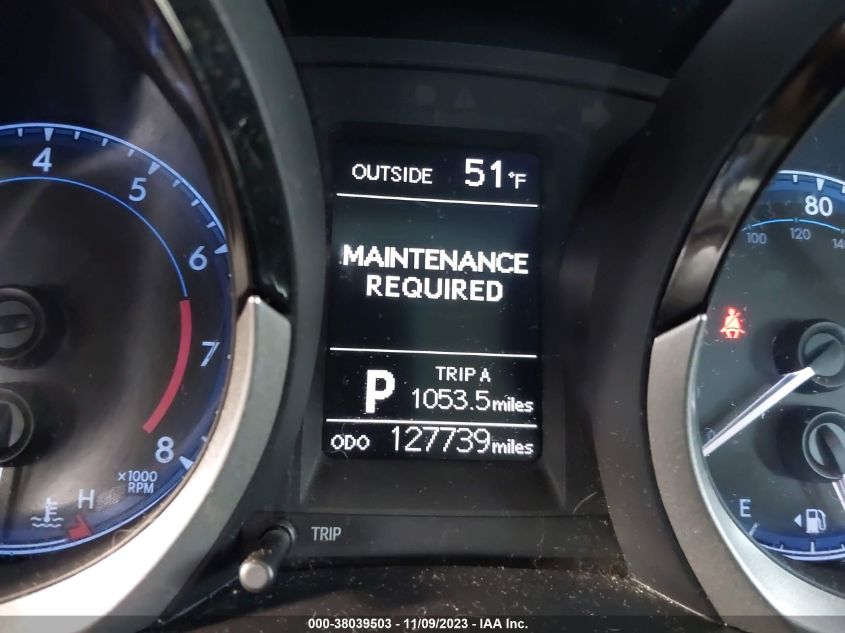 OUTSIDE 51°F
MAINTENANCE
REQUIRED
P
TRIP A
1053.5 miles
ODO 127739 miles
4
5
6
7
8
x1000
RPM
H
TRIP
80
100 120 140
E
000-38039503 - 11/09/2023 - IAA Inc.